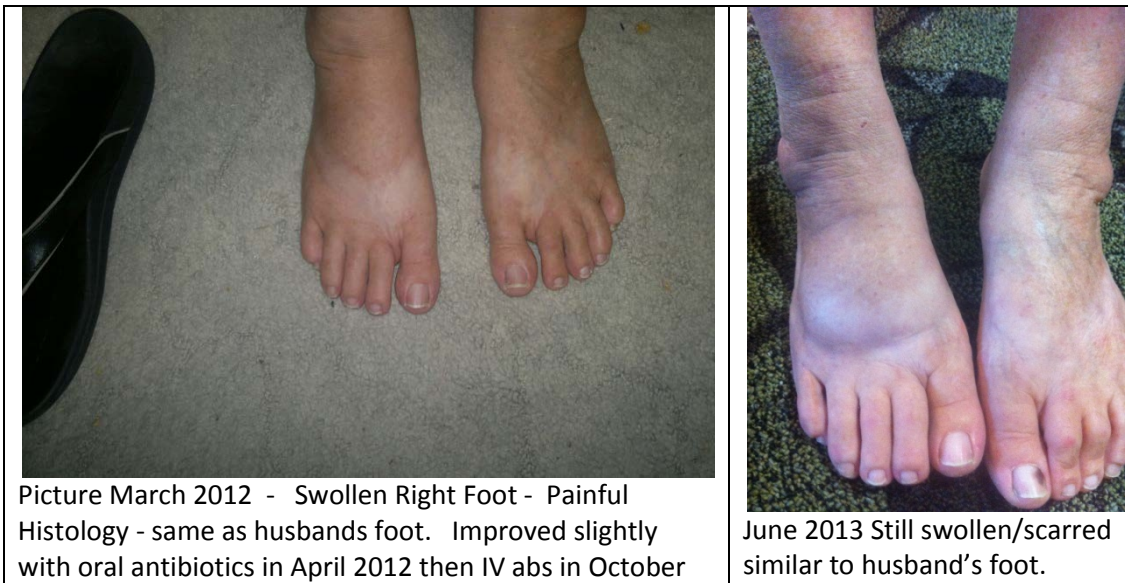 Picture March 2012 - Swollen Right Foot - Painful
Histology - same as husbands foot. Improved slightly
with oral antibiotics in April 2012 then IV abs in October
June 2013 Still swollen/scarred
similar to husband's foot.